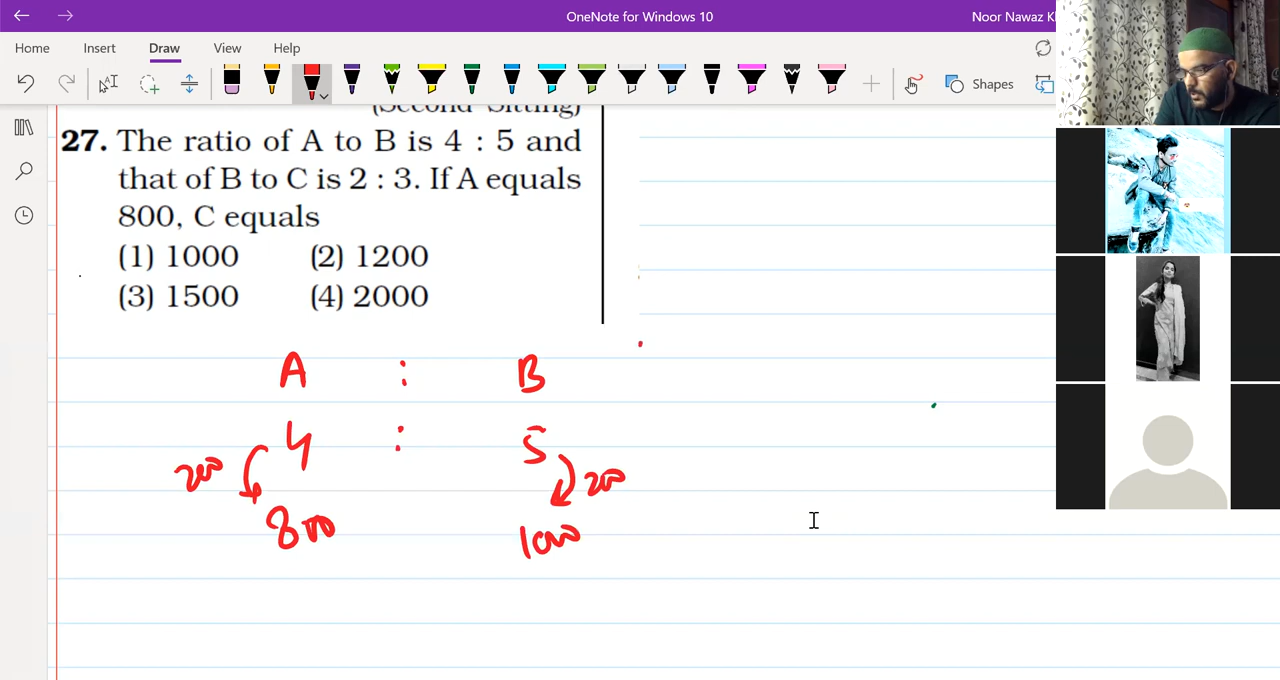 OneNote for Windows 10
Noor Nawaz Kh
Home Insert Draw View Help
Shapes
(Second Sitting)
27. The ratio of A to B is 4 : 5 and
that of B to C is 2 : 3. If A equals
800, C equals
(1) 1000 (2) 1200
(3) 1500 (4) 2000
A : B
4 : 5
200 200
800 1000